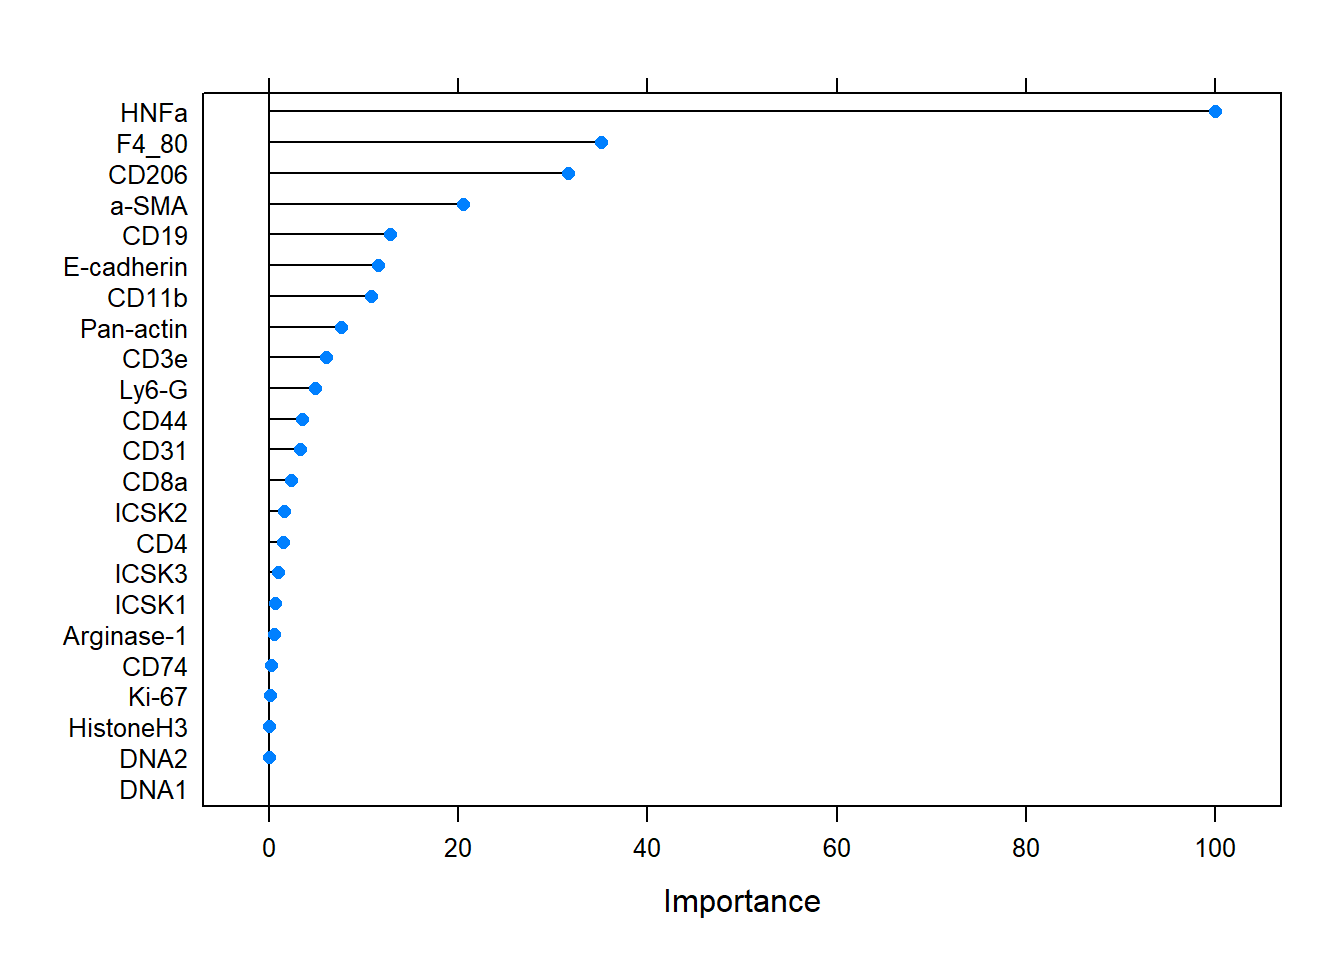 HNFa
F4_80
CD206
a-SMA
CD19
E-cadherin
CD11b
Pan-actin
CD3e
Ly6-G
CD44
CD31
CD8a
ICSK2
CD4
ICSK3
ICSK1
Arginase-1
CD74
Ki-67
HistoneH3
DNA2
DNA1
0 20 40 60 80 100
Importance